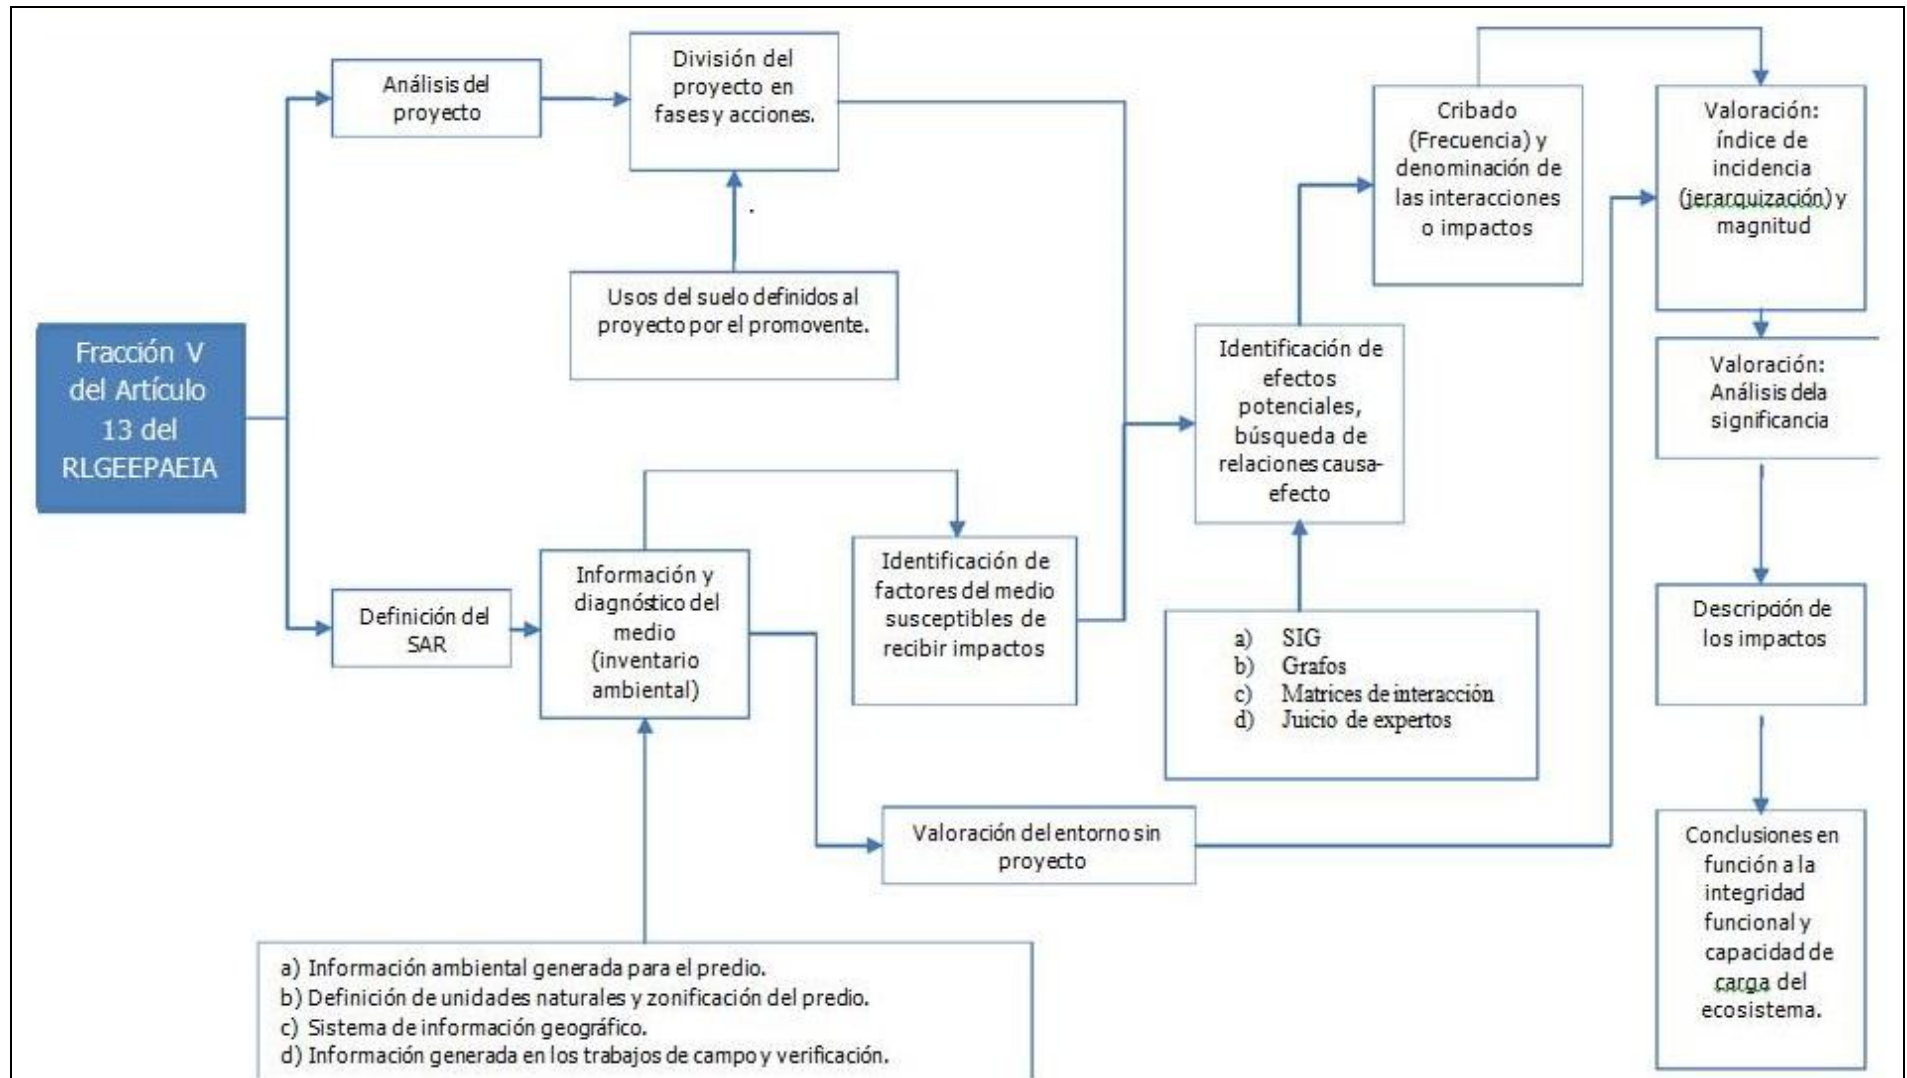 Fracción V
del Artículo
13 del
RLGEEPAEIA
Análisis del
proyecto
División del
proyecto en
fases y acciones.
Usos del suelo definidos al
proyecto por el promovente.
Definición del
SAR
Información y
diagnóstico del
medio
(inventario
ambiental)
Identificación de
factores del medio
susceptibles de
recibir impactos
a) Información ambiental generada para el predio.
b) Definición de unidades naturales y zonificación del predio.
c) Sistema de información geográfico.
d) Información generada en los trabajos de campo y verificación.
Valoración del entorno sin
proyecto
Identificación de
efectos
potenciales,
búsqueda de
relaciones causa-
efecto
a) SIG
b) Grafos
c) Matrices de interacción
d) Juicio de expertos
Cribado
(Frecuencia) y
denominación de
las interacciones
o impactos
Valoración:
índice de
incidencia
(jerarquización) y
magnitud
Valoración:
Análisis dela
significancia
Descripción de
los impactos
Conclusiones en
función a la
integridad
funcional y
capacidad de
carga del
ecosistema.